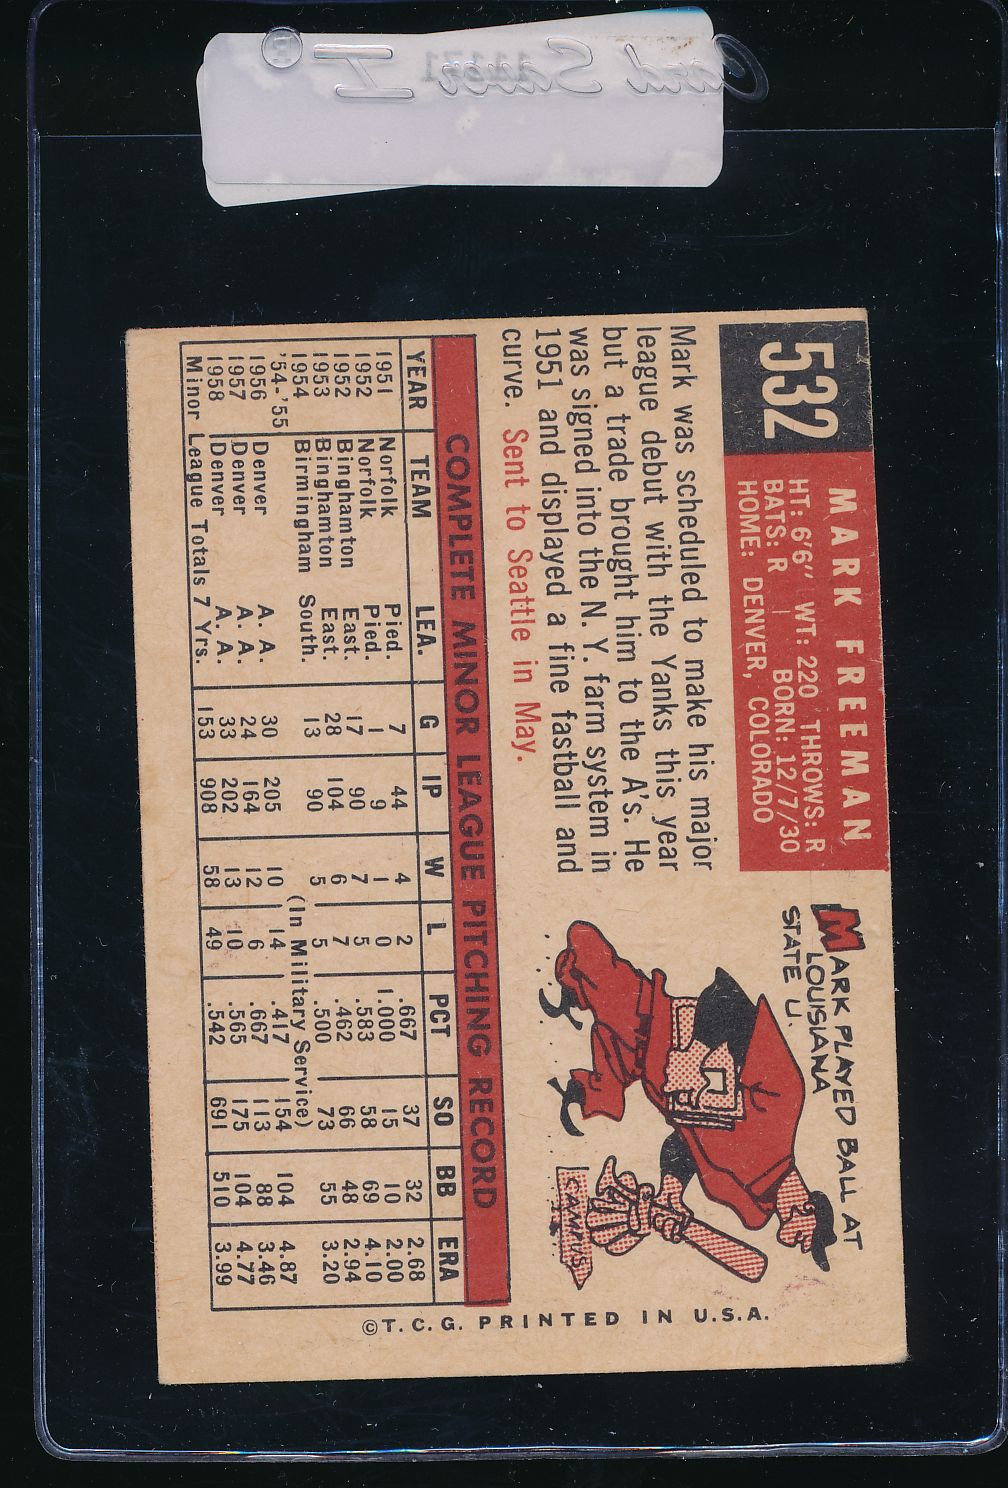 Card Saver I
532
MARK FREEMAN
HT: 6'6" WT: 220 THROWS: R
BATS: R | BORN: 12/7/30
HOME: DENVER, COLORADO
MARK PLAYED BALL AT
LOUISIANA
STATE U.
CAMPUS
Mark was scheduled to make his major
league debut with the Yanks this year
but a trade brought him to the A's. He
was signed into the N. Y. farm system in
1951 and displayed a fine fastball and
curve. Sent to Seattle in May.
COMPLETE MINOR LEAGUE PITCHING RECORD
YEAR TEAM LEA. G IP W L PCT SO BB ERA
1951 Norfolk Pied. 7 44 4 2 .667 37 32 2.68
1952 Norfolk Pied. 1 9 1 0 1.000 15 10 2.00
1952 Binghamton East. 17 90 7 5 .583 58 69 4.10
1953 Binghamton East. 28 104 6 7 .462 66 48 2.94
1954 Birmingham South. 13 90 5 5 .500 73 55 3.20
'54-'55 (In Military Service)
1956 Denver A. A. 30 205 10 14 .417 154 104 4.87
1957 Denver A. A. 24 164 12 6 .667 113 88 3.46
1958 Denver A. A. 33 202 13 10 .565 175 104 4.77
Minor League Totals 7 Yrs. 153 908 58 49 .542 691 510 3.99
© T. C. G. PRINTED IN U.S.A.